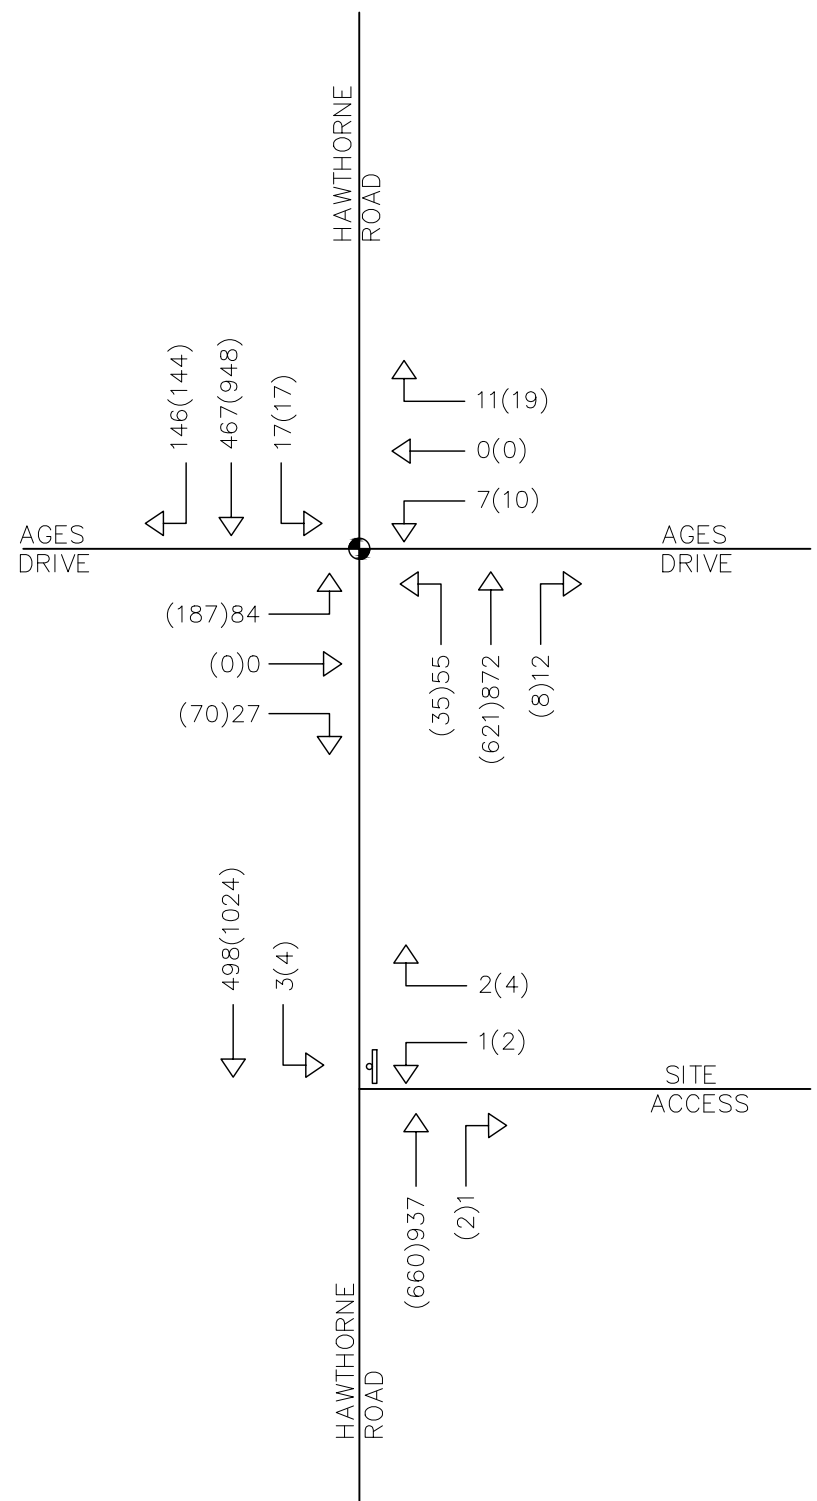 HAWTHORNE
ROAD
146(144)
467(948)
17(17)
11(19)
0(0)
7(10)
AGES
DRIVE
AGES
DRIVE
(187)84
(0)0
(70)27
(35)55
(621)872
(8)12
498(1024)
3(4)
2(4)
1(2)
SITE
ACCESS
(660)937
(2)1
HAWTHORNE
ROAD